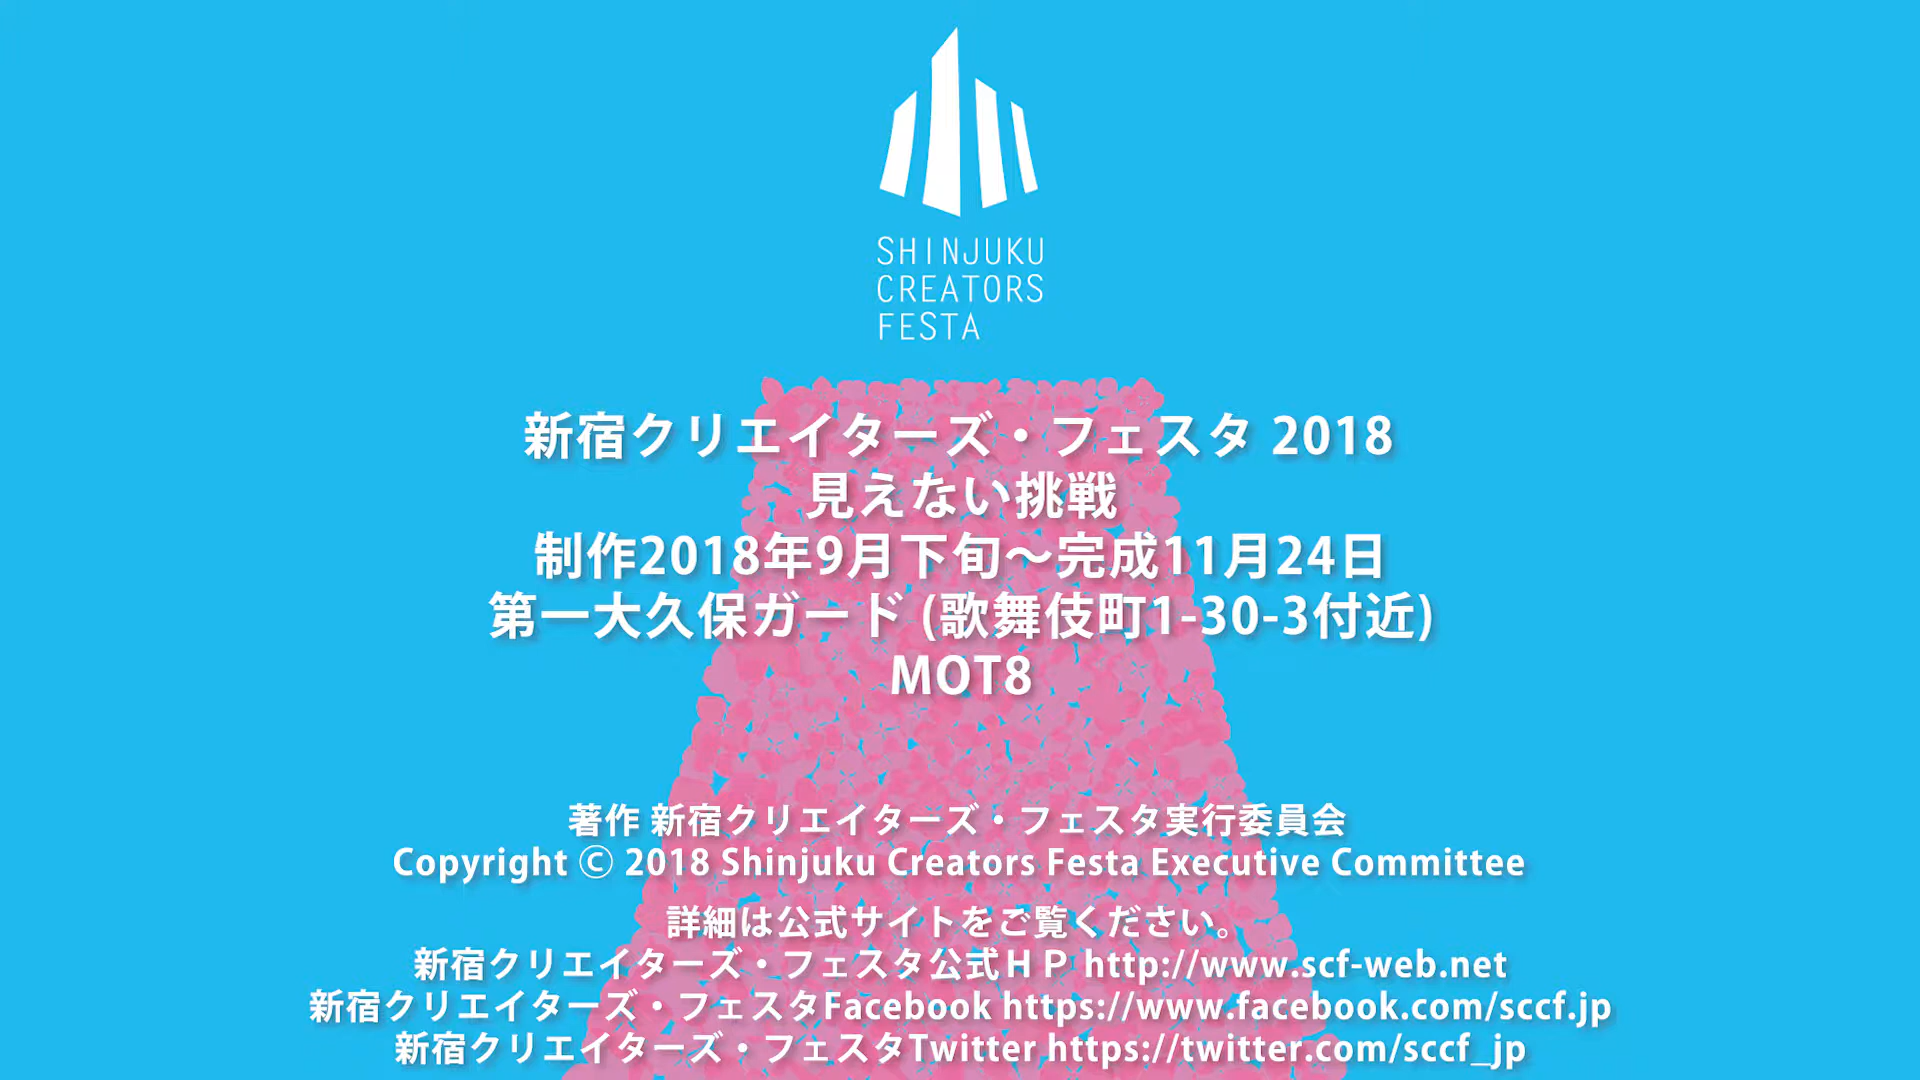 SHINJUKU
CREATORS
FESTA
新宿クリエイターズ・フェスタ 2018
見えない挑戦
制作2018年9月下旬～完成11月24日
第一大久保ガード (歌舞伎町1-30-3付近)
MOT8
著作 新宿クリエイターズ・フェスタ実行委員会
Copyright Ⓒ 2018 Shinjuku Creators Festa Executive Committee
詳細は公式サイトをご覧ください。
新宿クリエイターズ・フェスタ公式ＨＰ http://www.scf-web.net
新宿クリエイターズ・フェスタFacebook https://www.facebook.com/sccf.jp
新宿クリエイターズ・フェスタTwitter https://twitter.com/sccf_jp